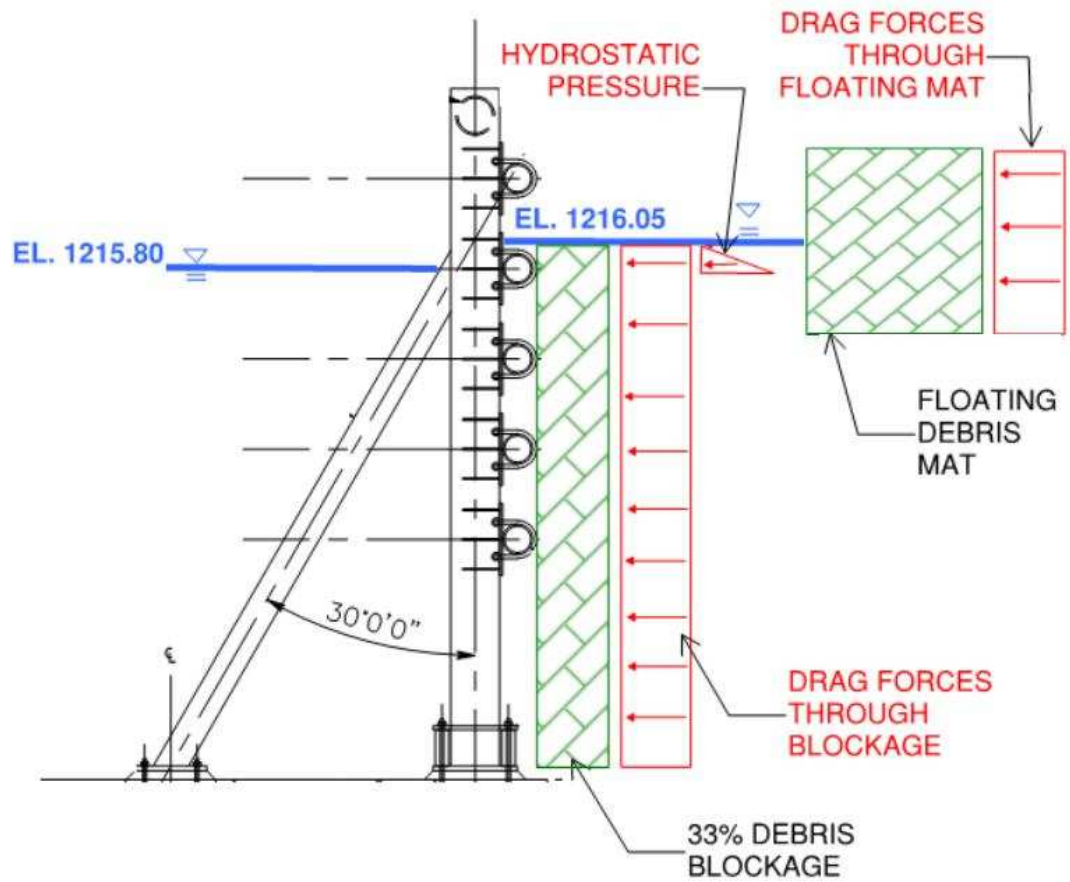 DRAG FORCES
THROUGH
FLOATING MAT
HYDROSTATIC
PRESSURE
EL. 1216.05
EL. 1215.80
FLOATING
DEBRIS
MAT
30°0'0"
℄
DRAG FORCES
THROUGH
BLOCKAGE
33% DEBRIS
BLOCKAGE